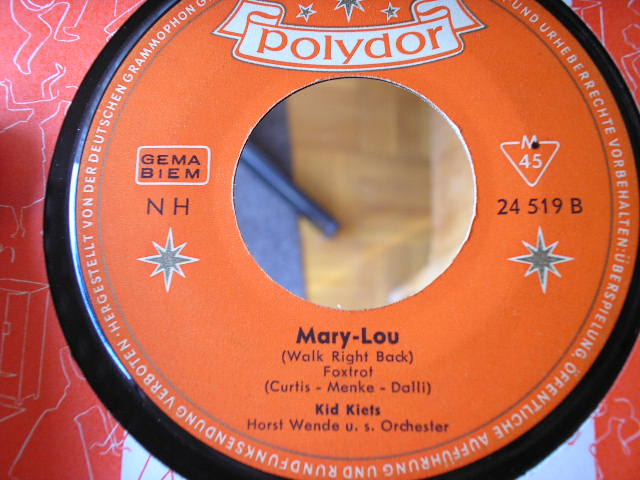 polydor
GEMA
BIEM
NH
M
45
24 519 B
Mary-Lou
(Walk Right Back)
Foxtrot
(Curtis - Menke - Dalli)
Kid Kiets
Horst Wende u. s. Orchester
HERGESTELLT VON DER DEUTSCHEN GRAMMOPHON
UND URHEBERRECHTE VORBEHALTEN · ÜBERSPIELUNG, ÖFFENTLICHE AUFFÜHRUNG UND RUNDFUNKSENDUNG VERBOTEN ·